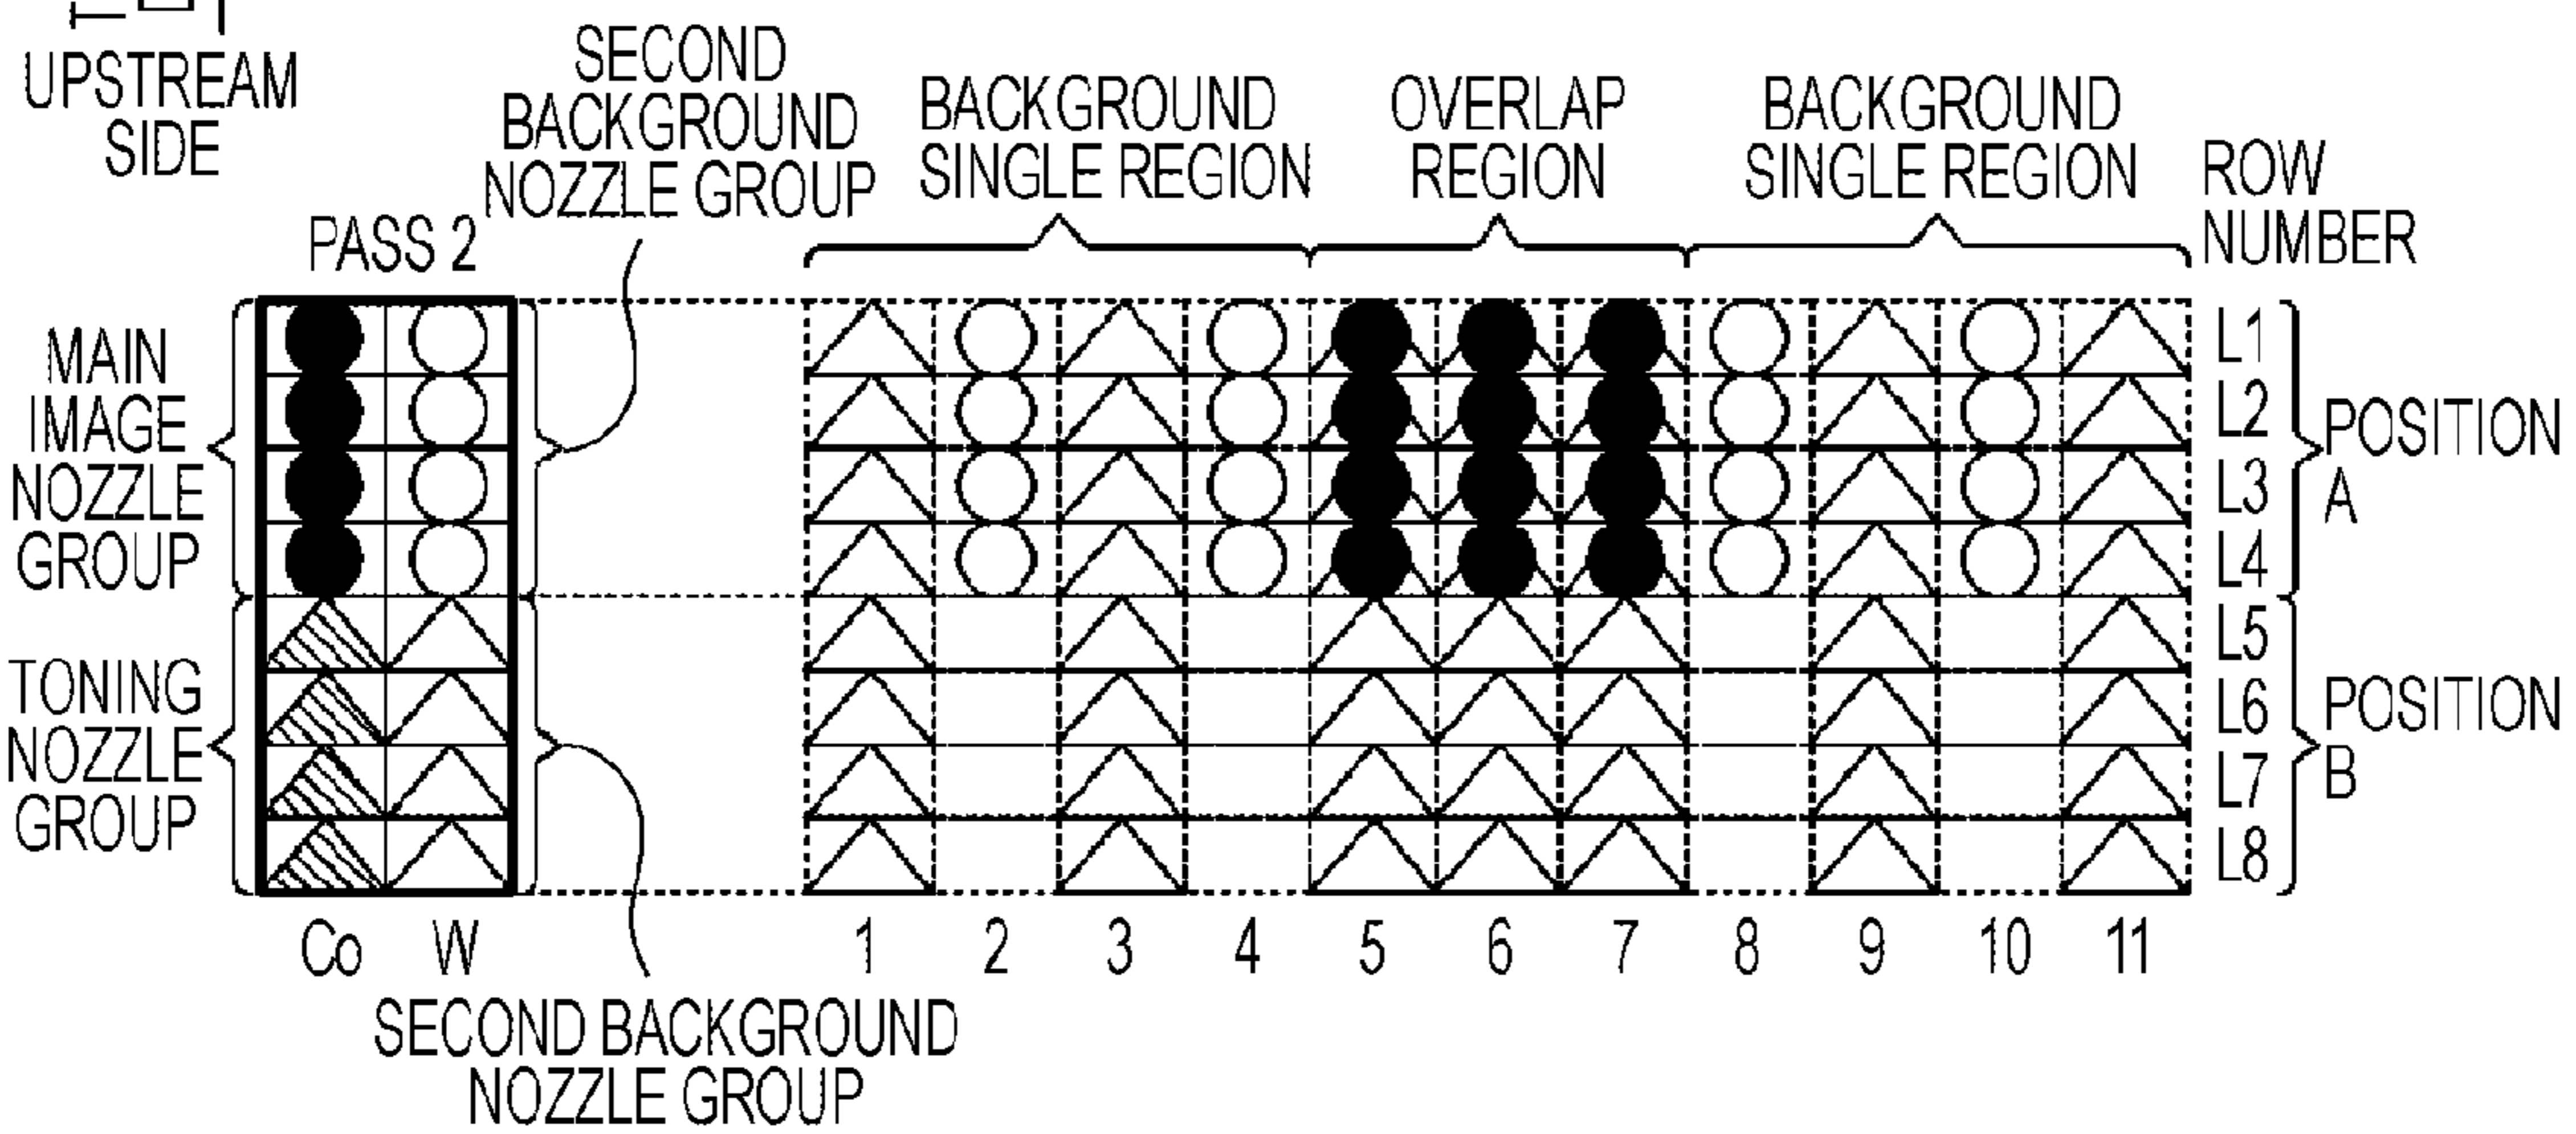 UPSTREAM
SIDE
SECOND
BACKGROUND
NOZZLE GROUP
BACKGROUND
SINGLE REGION
OVERLAP
REGION
BACKGROUND
SINGLE REGION
ROW
NUMBER
PASS 2
MAIN
IMAGE
NOZZLE
GROUP
TONING
NOZZLE
GROUP
L1
L2
L3
L4
L5
L6
L7
L8
POSITION
A
POSITION
B
Co W 1 2 3 4 5 6 7 8 9 10 11
SECOND BACKGROUND
NOZZLE GROUP